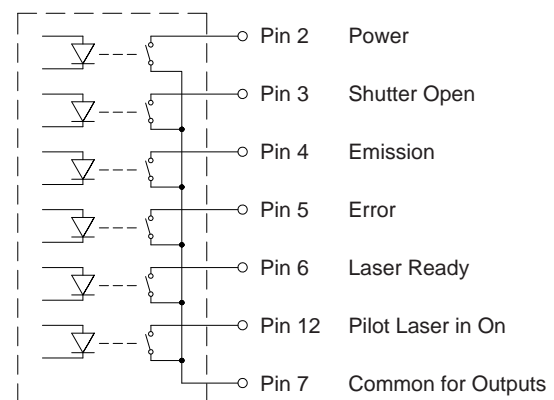 Pin 2 Power
Pin 3 Shutter Open
Pin 4 Emission
Pin 5 Error
Pin 6 Laser Ready
Pin 12 Pilot Laser in On
Pin 7 Common for Outputs